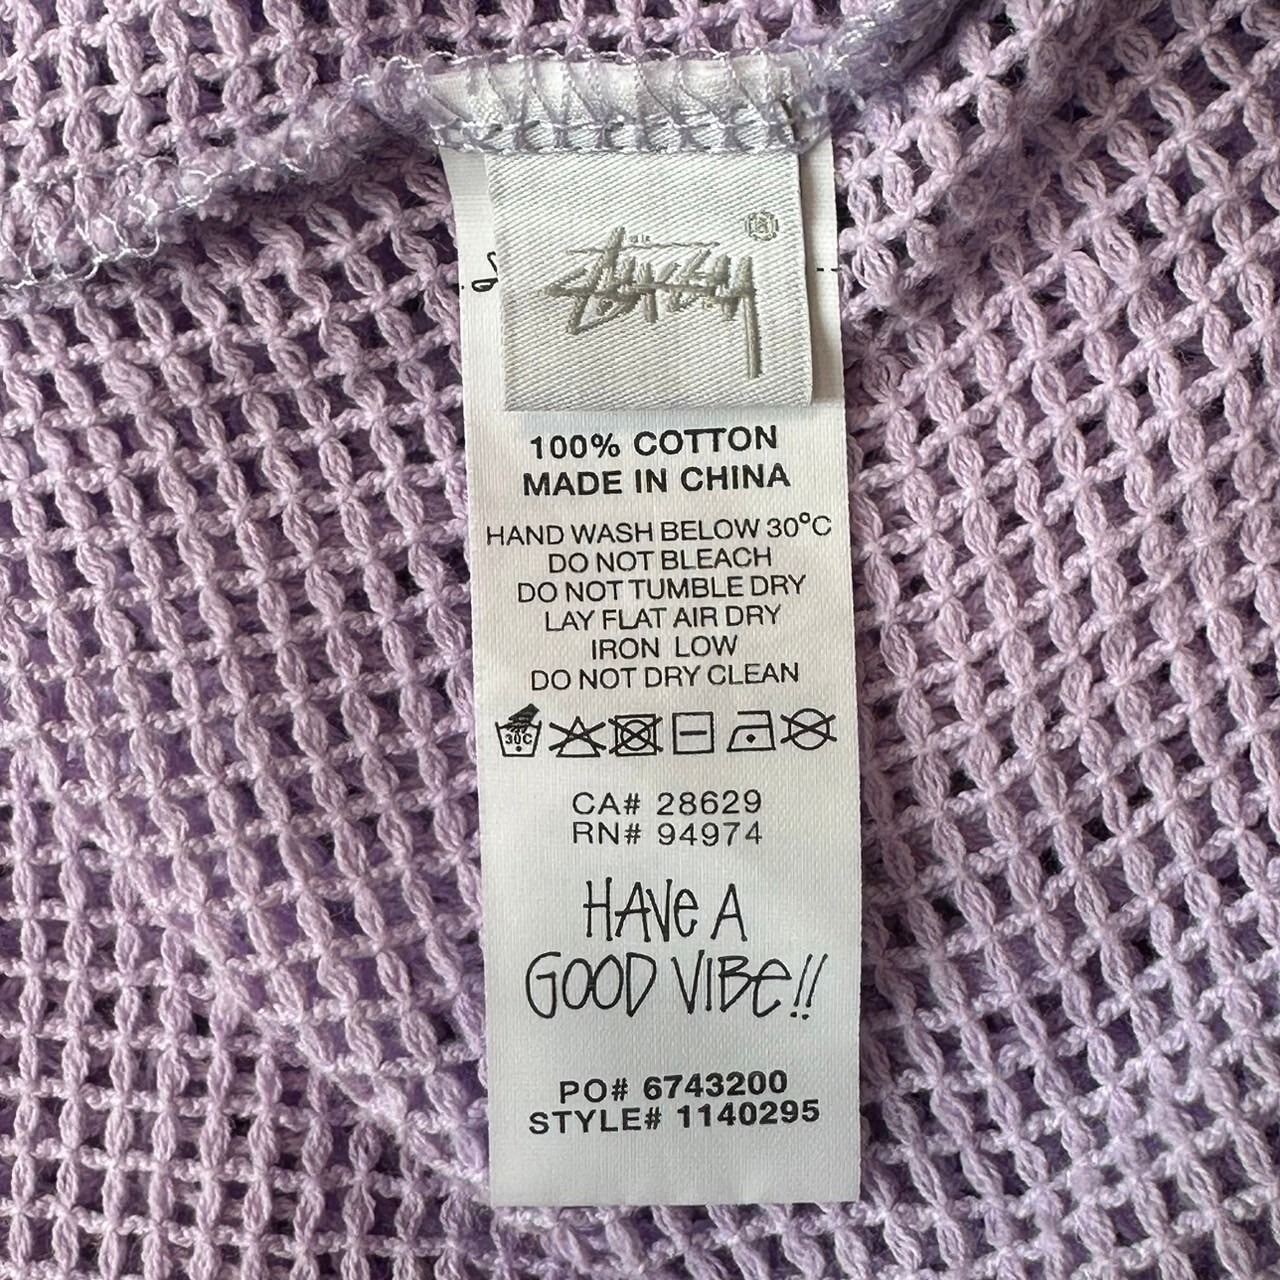 Stüssy ®
100% COTTON
MADE IN CHINA
HAND WASH BELOW 30°C
DO NOT BLEACH
DO NOT TUMBLE DRY
LAY FLAT AIR DRY
IRON LOW
DO NOT DRY CLEAN
30C
CA# 28629
RN# 94974
HAVE A
GOOD VIBE!!
PO# 6743200
STYLE# 1140295